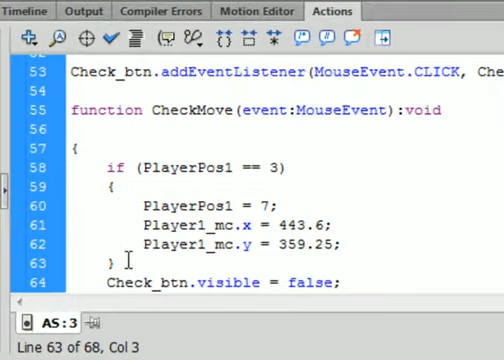 Timeline Output Compiler Errors Motion Editor Actions
53 Check_btn.addEventListener(MouseEvent.CLICK, Che
54
55 function CheckMove(event:MouseEvent):void
56
57 {
58 if (PlayerPos1 == 3)
59 {
60 PlayerPos1 = 7;
61 Player1_mc.x = 443.6;
62 Player1_mc.y = 359.25;
63 }
64 Check_btn.visible = false;
AS:3
Line 63 of 68, Col 3